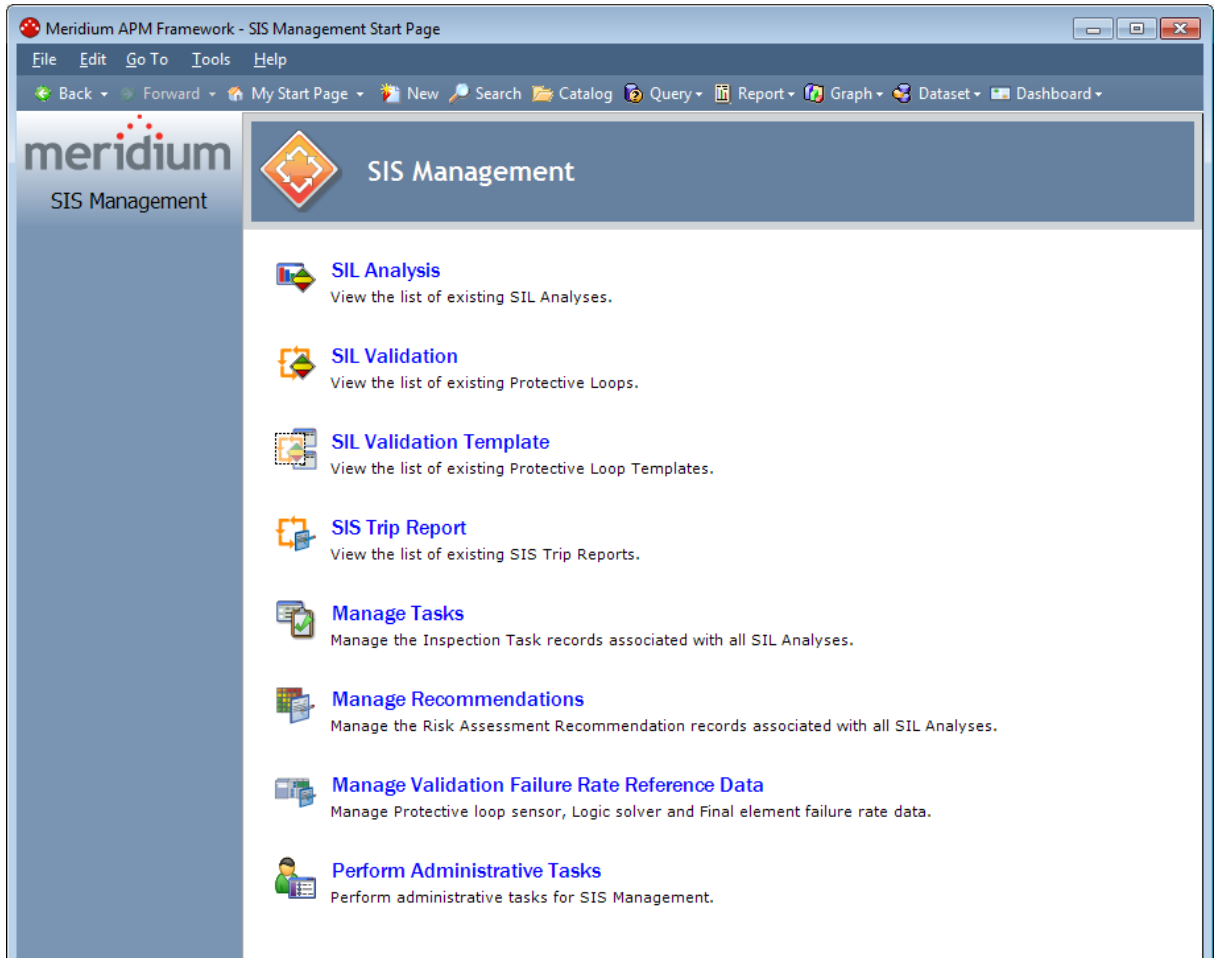 Meridium APM Framework - SIS Management Start Page
File Edit Go To Tools Help
Back Forward My Start Page New Search Catalog Query Report Graph Dataset Dashboard
meridium
SIS Management
SIS Management
SIL Analysis
View the list of existing SIL Analyses.
SIL Validation
View the list of existing Protective Loops.
SIL Validation Template
View the list of existing Protective Loop Templates.
SIS Trip Report
View the list of existing SIS Trip Reports.
Manage Tasks
Manage the Inspection Task records associated with all SIL Analyses.
Manage Recommendations
Manage the Risk Assessment Recommendation records associated with all SIL Analyses.
Manage Validation Failure Rate Reference Data
Manage Protective loop sensor, Logic solver and Final element failure rate data.
Perform Administrative Tasks
Perform administrative tasks for SIS Management.